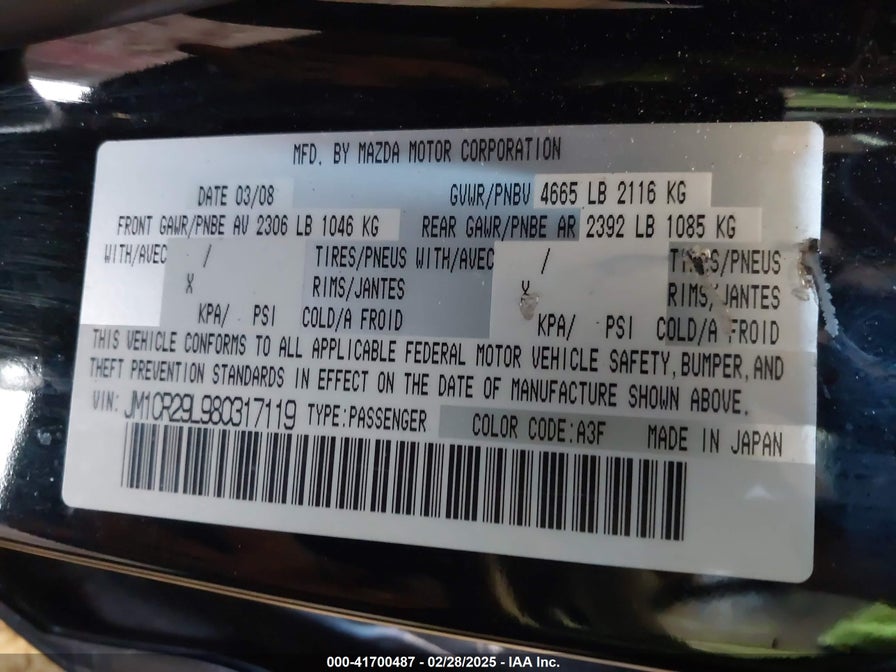 MFD. BY MAZDA MOTOR CORPORATION
DATE 03/08 GVWR/PNBV 4665 LB 2116 KG
FRONT GAWR/PNBE AV 2306 LB 1046 KG REAR GAWR/PNBE AR 2392 LB 1085 KG
WITH/AVEC / TIRES/PNEUS WITH/AVEC / TIRES/PNEUS
X RIMS/JANTES X RIMS/JANTES
KPA/ PSI COLD/A FROID KPA/ PSI COLD/A FROID
THIS VEHICLE CONFORMS TO ALL APPLICABLE FEDERAL MOTOR VEHICLE SAFETY, BUMPER, AND
THEFT PREVENTION STANDARDS IN EFFECT ON THE DATE OF MANUFACTURE SHOWN ABOVE.
VIN: JM1CR29L980317119 TYPE:PASSENGER COLOR CODE:A3F MADE IN JAPAN
000-41700487 - 02/28/2025 - IAA Inc.